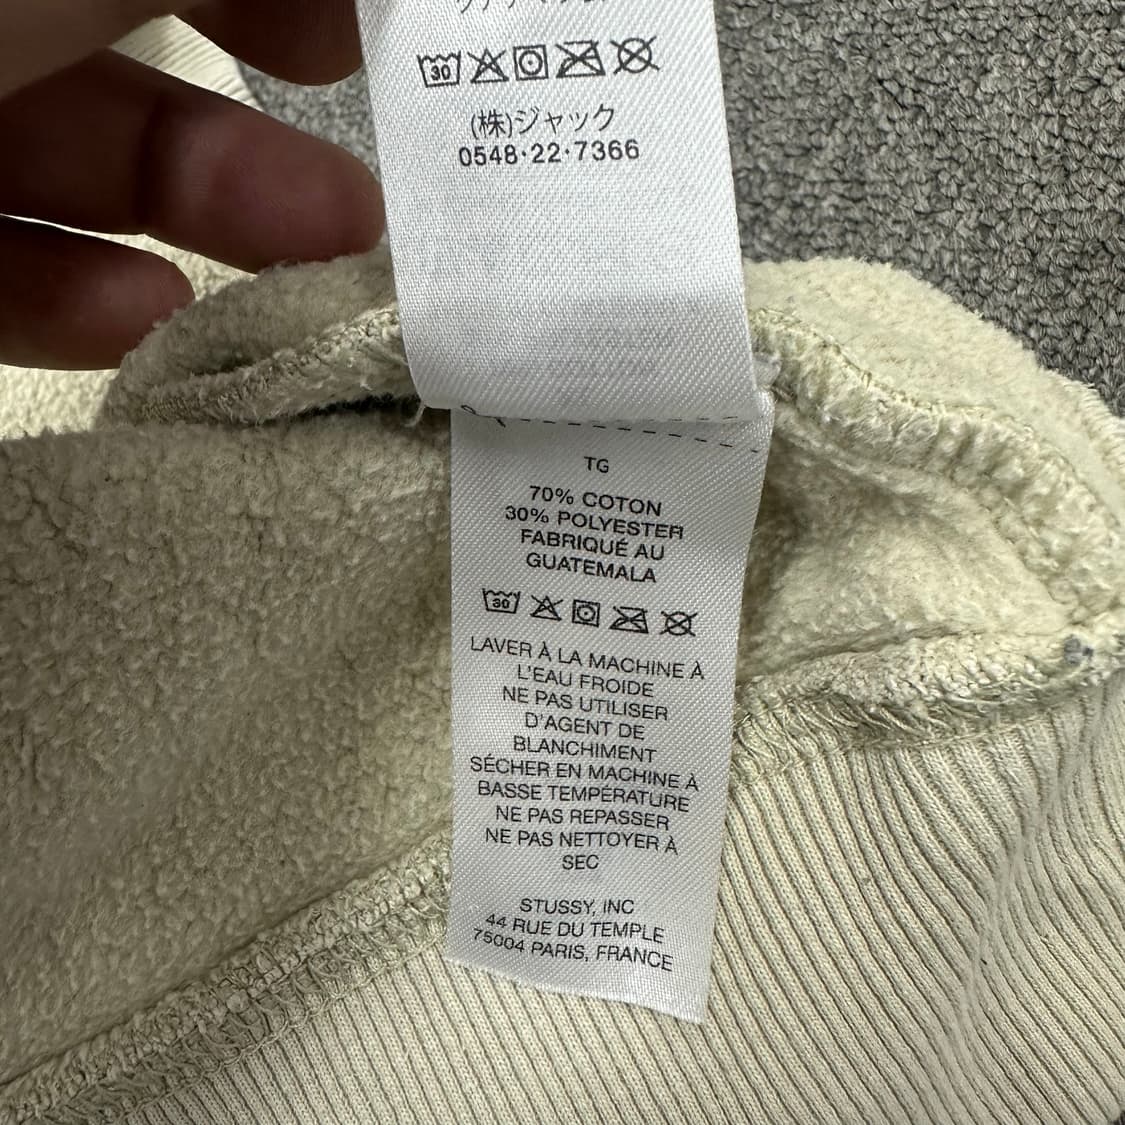 30
(株)ジャック
0548·22·7366
TG
70% COTON
30% POLYESTER
FABRIQUÉ AU
GUATEMALA
30
LAVER À LA MACHINE À
L'EAU FROIDE
NE PAS UTILISER
D'AGENT DE
BLANCHIMENT
SÉCHER EN MACHINE À
BASSE TEMPÉRATURE
NE PAS REPASSER
NE PAS NETTOYER À
SEC
STUSSY, INC
44 RUE DU TEMPLE
75004 PARIS, FRANCE